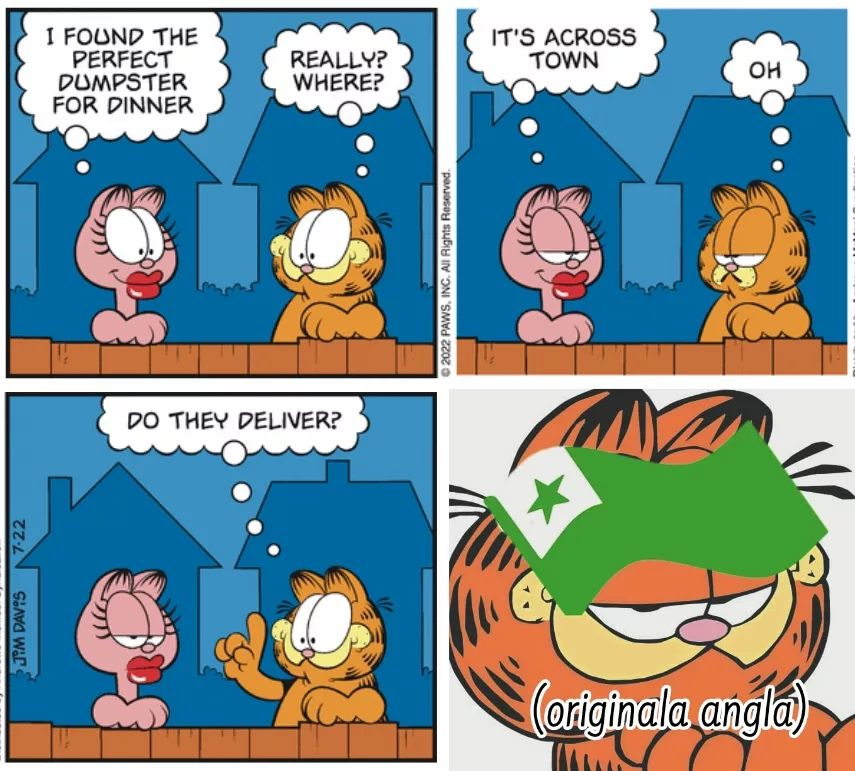 I FOUND THE
PERFECT
DUMPSTER
FOR DINNER
REALLY?
WHERE?
© 2022 PAWS, INC. All Rights Reserved.
IT'S ACROSS
TOWN
OH
DO THEY DELIVER?
JIM DAVIS 7-22
(originala angla)